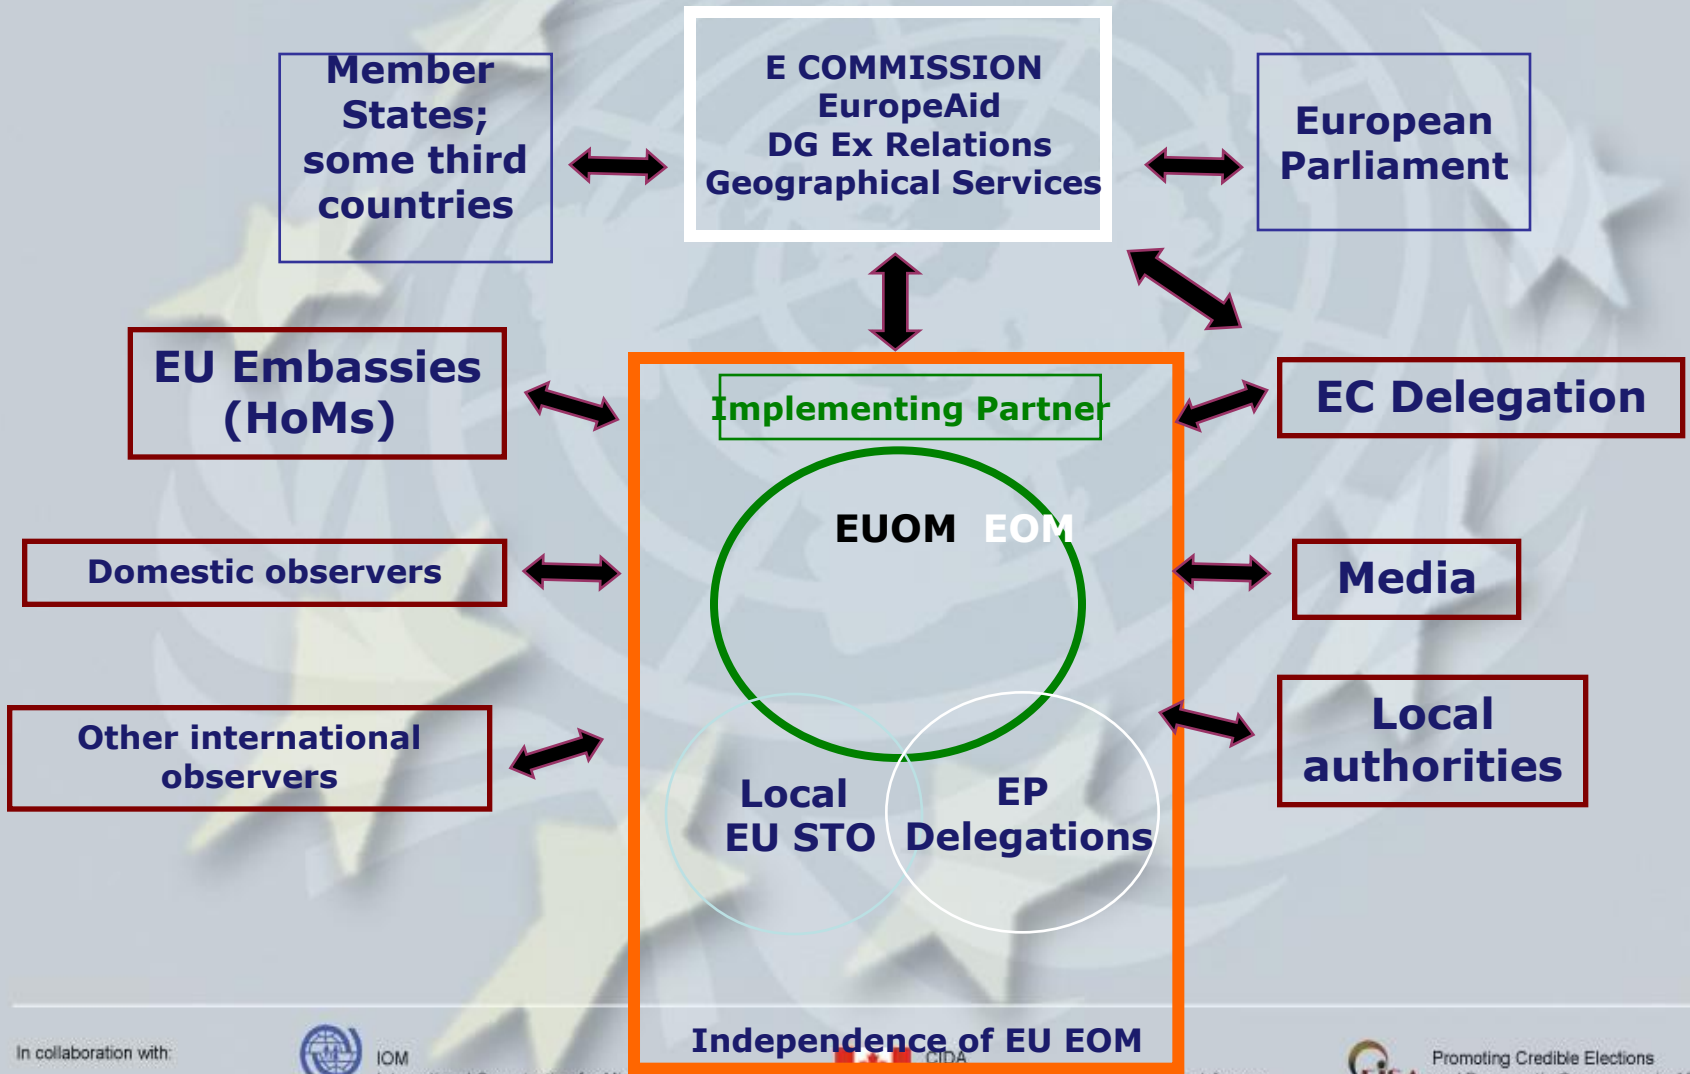 Member
States;
some third
countries
E COMMISSION
EuropeAid
DG Ex Relations
Geographical Services
European
Parliament
EU Embassies
(HoMs)
Implementing Partner
EC Delegation
EUOM EOM
Domestic observers
Media
Other international
observers
Local
authorities
Local
EU STO
EP
Delegations
Independence of EU EOM
In collaboration with:
IOM
CIDA
EISA
Promoting Credible Elections